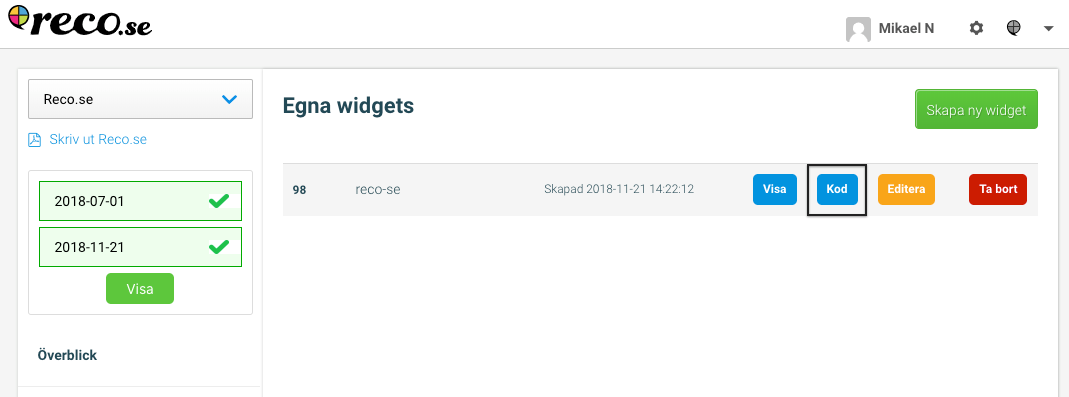 reco.se
Mikael N
Reco.se
Skriv ut Reco.se
2018-07-01
2018-11-21
Visa
Överblick
Egna widgets
Skapa ny widget
98 reco-se Skapad 2018-11-21 14:22:12 Visa Kod Editera Ta bort